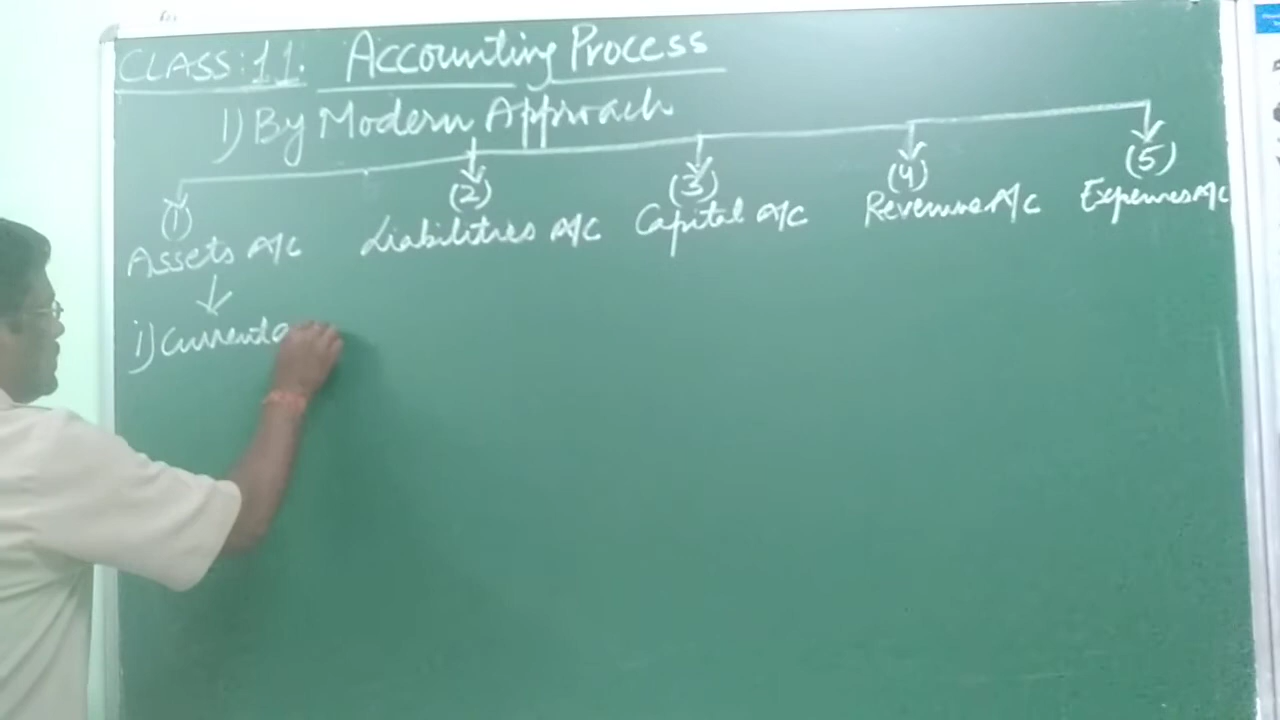 CLASS:11. Accounting Process
1) By Modern Approach
(1) (2) (3) (4) (5)
Assets A/C Liabilities A/C Capital A/C Revenue A/C Expenses A/C
i) Current a